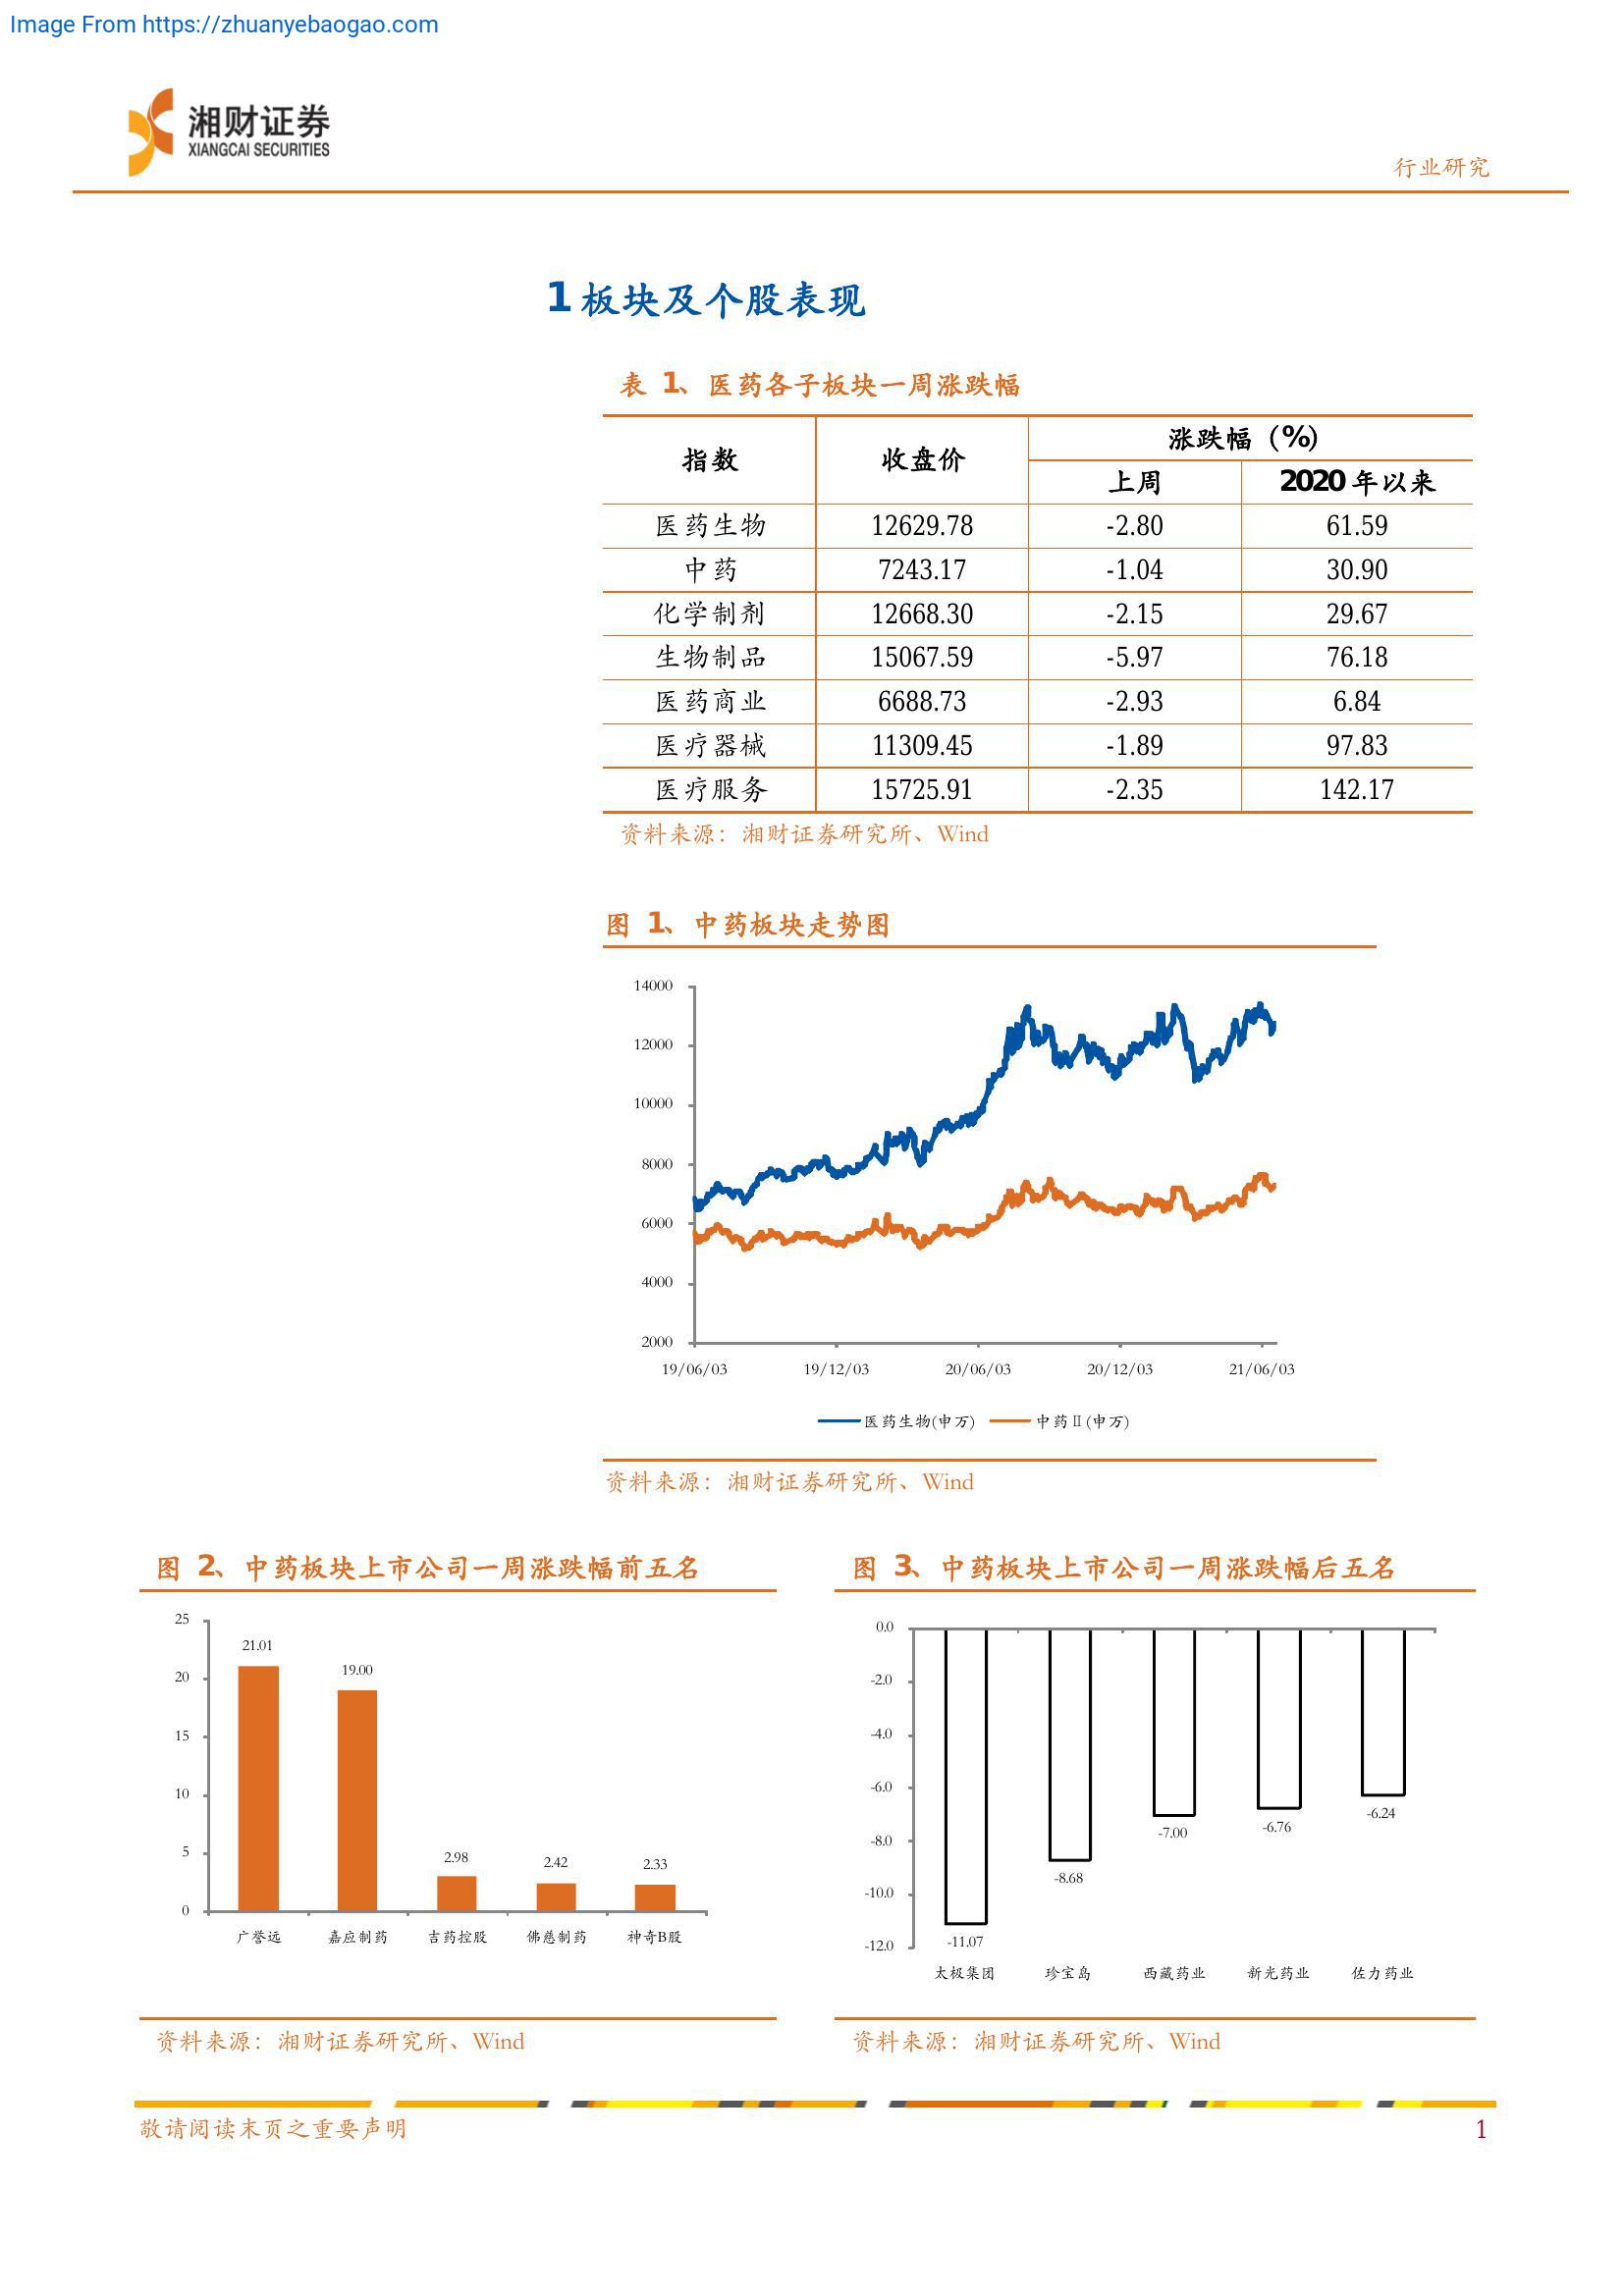 Image From https://zhuanyebaogao.com
湘财证券
XIANGCAI SECURITIES
行业研究
1 板块及个股表现
表 1、医药各子板块一周涨跌幅
指数 收盘价 涨跌幅（%）
上周 2020 年以来
医药生物 12629.78 -2.80 61.59
中药 7243.17 -1.04 30.90
化学制剂 12668.30 -2.15 29.67
生物制品 15067.59 -5.97 76.18
医药商业 6688.73 -2.93 6.84
医疗器械 11309.45 -1.89 97.83
医疗服务 15725.91 -2.35 142.17
资料来源：湘财证券研究所、Wind
图 1、中药板块走势图
14000
12000
10000
8000
6000
4000
2000
19/06/03 19/12/03 20/06/03 20/12/03 21/06/03
医药生物(申万) 中药Ⅱ(申万)
资料来源：湘财证券研究所、Wind
图 2、中药板块上市公司一周涨跌幅前五名
25
20
15
10
5
0
21.01
19.00
2.98
2.42
2.33
广誉远 嘉应制药 吉药控股 佛慈制药 神奇B股
资料来源：湘财证券研究所、Wind
图 3、中药板块上市公司一周涨跌幅后五名
0.0
-2.0
-4.0
-6.0
-8.0
-10.0
-12.0
-11.07
-8.68
-7.00
-6.76
-6.24
太极集团 珍宝岛 西藏药业 新光药业 佐力药业
资料来源：湘财证券研究所、Wind
敬请阅读末页之重要声明 1